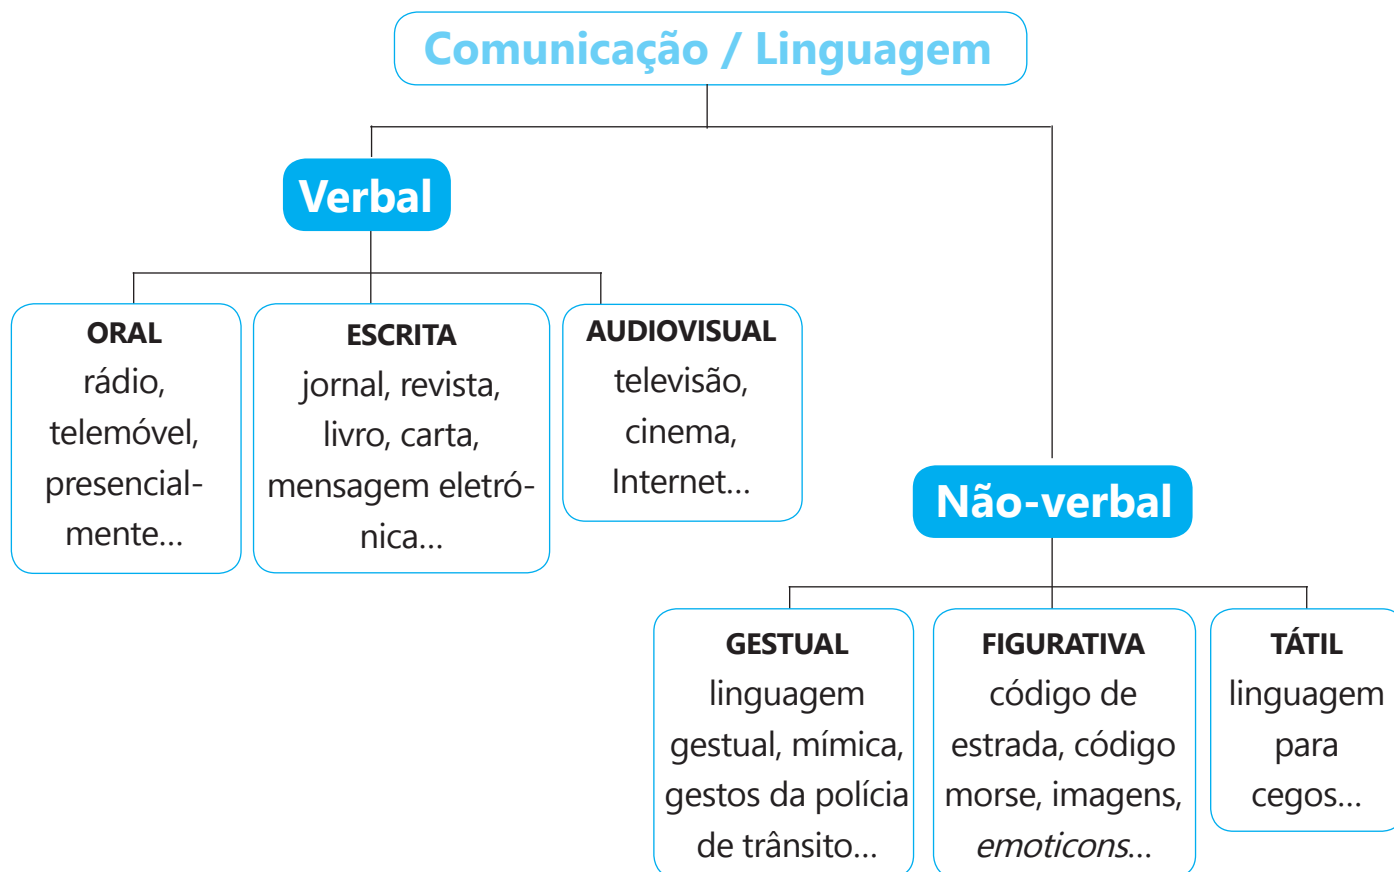 Comunicação / Linguagem
Verbal
ORAL
rádio,
telemóvel,
presencial-
mente...
ESCRITA
jornal, revista,
livro, carta,
mensagem eletró-
nica...
AUDIOVISUAL
televisão,
cinema,
Internet...
Não-verbal
GESTUAL
linguagem
gestual, mímica,
gestos da polícia
de trânsito...
FIGURATIVA
código de
estrada, código
morse, imagens,
emoticons...
TÁTIL
linguagem
para
cegos...